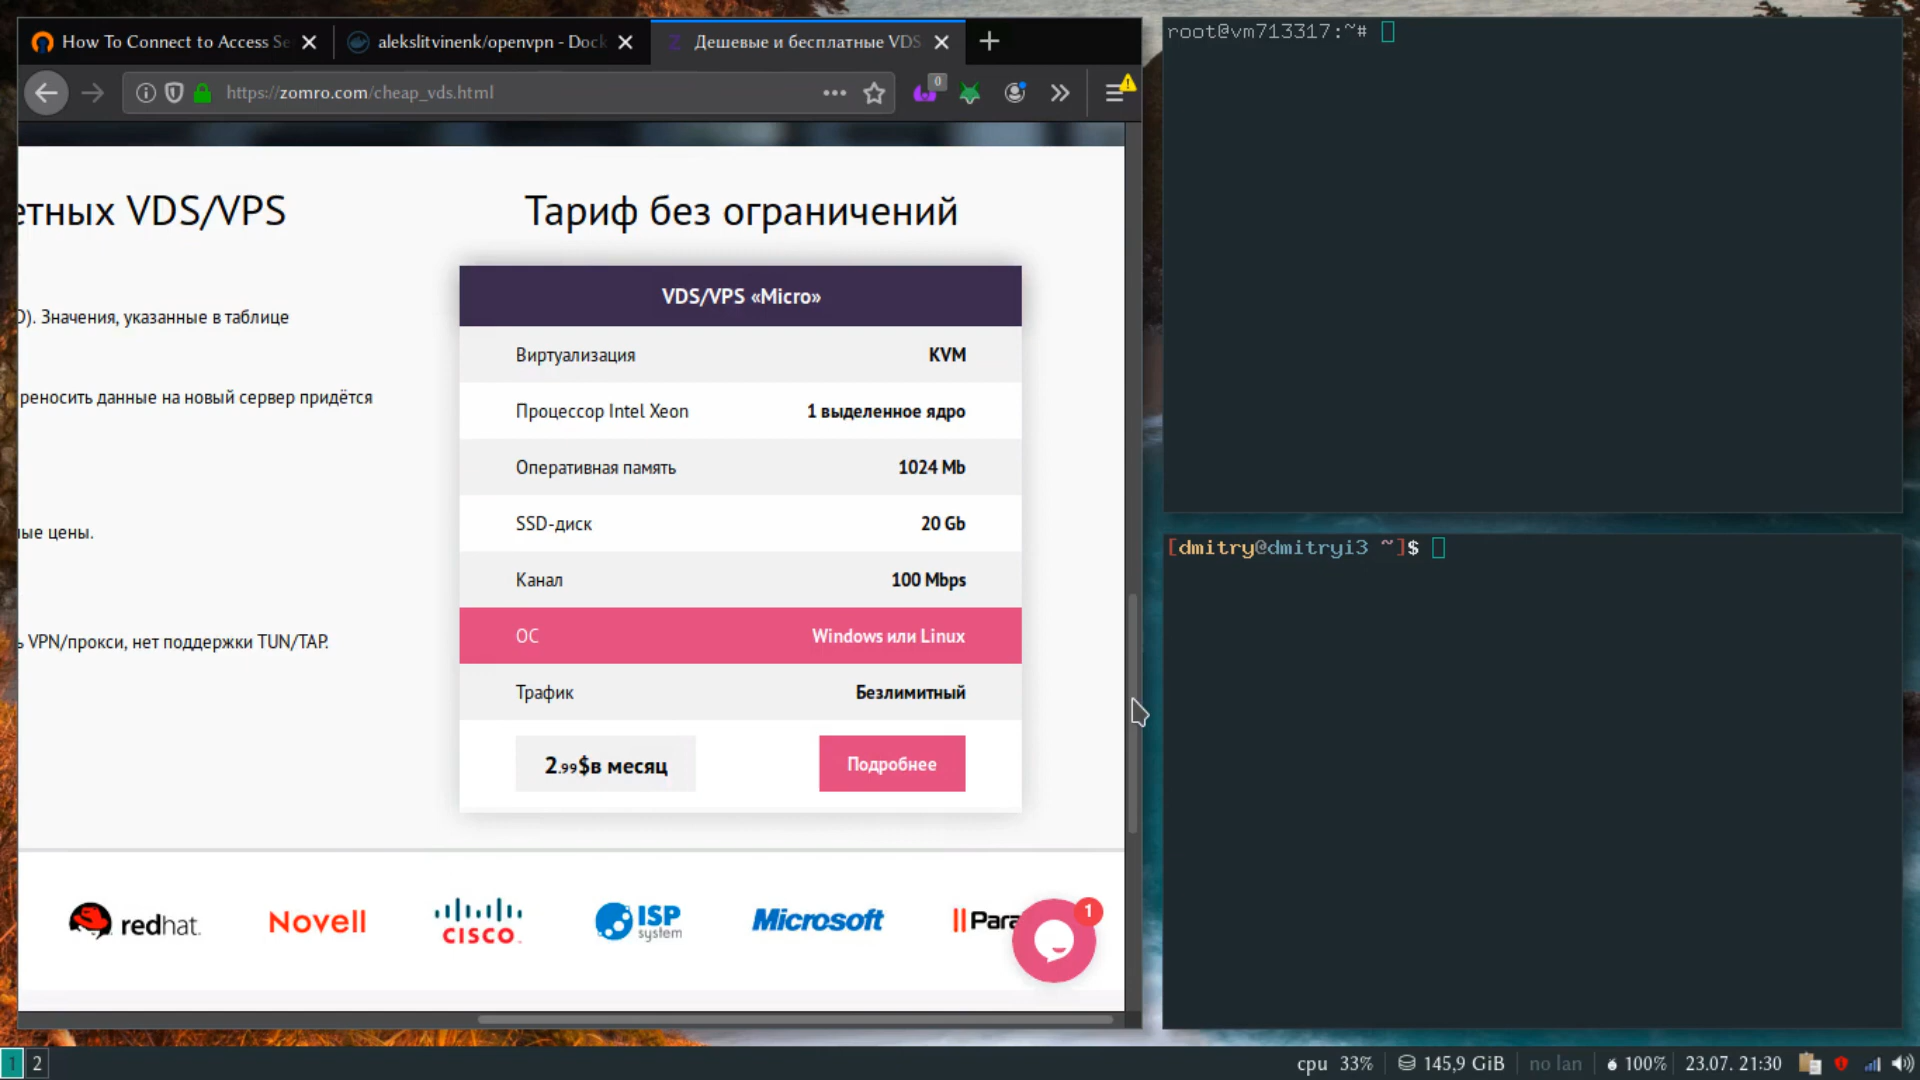 How To Connect to Access Se
alekslitvinenk/openvpn - Dock
Дешевые и бесплатные VDS
https://zomro.com/cheap_vds.html
0
етных VDS/VPS
). Значения, указанные в таблице
реносить данные на новый сервер придётся
ые цены.
VPN/прокси, нет поддержки TUN/TAP.
Тариф без ограничений
VDS/VPS «Micro»
Виртуализация KVM
Процессор Intel Xeon 1 выделенное ядро
Оперативная память 1024 Mb
SSD-диск 20 Gb
Канал 100 Mbps
ОС Windows или Linux
Трафик Безлимитный
2.99$в месяц
Подробнее
redhat.
Novell
CISCO.
ISP system
Microsoft
Para
1
root@vm713317:~#
[dmitry@dmitryi3 ~]$
1 2
cpu 33% 145,9 GiB no lan 100% 23.07. 21:30